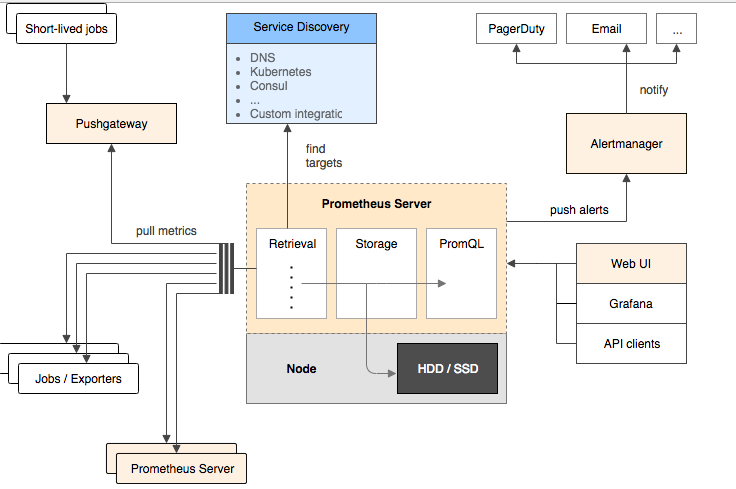 Short-lived jobs
Service Discovery
• DNS
• Kubernetes
• Consul
• ...
• Custom integratic
PagerDuty
Email
...
notify
Pushgateway
Alertmanager
find
targets
Prometheus Server
push alerts
pull metrics
Retrieval
Storage
PromQL
Web UI
Grafana
API clients
Node
HDD / SSD
Jobs / Exporters
Prometheus Server